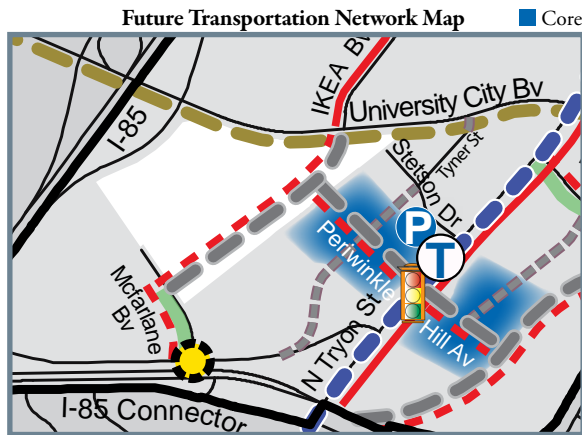 Future Transportation Network Map
Core
IKEA Bv
University City Bv
I-85
Stetson Dr
Tyner St
P
T
Periwinkle
Hill Av
Mcfarlane
Bv
N Tryon St
I-85 Connector